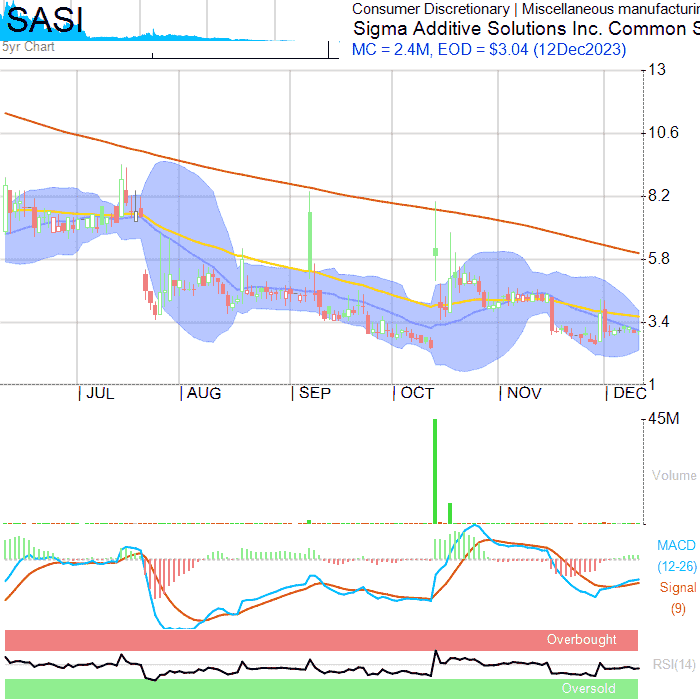 SASI
5yr Chart
Consumer Discretionary | Miscellaneous manufacturin
Sigma Additive Solutions Inc. Common S
MC = 2.4M, EOD = $3.04 (12Dec2023)
13
10.6
8.2
5.8
3.4
1
JUL AUG SEP OCT NOV DEC
45M
Volume
MACD
(12-26)
Signal
(9)
Overbought
RSI(14)
Oversold